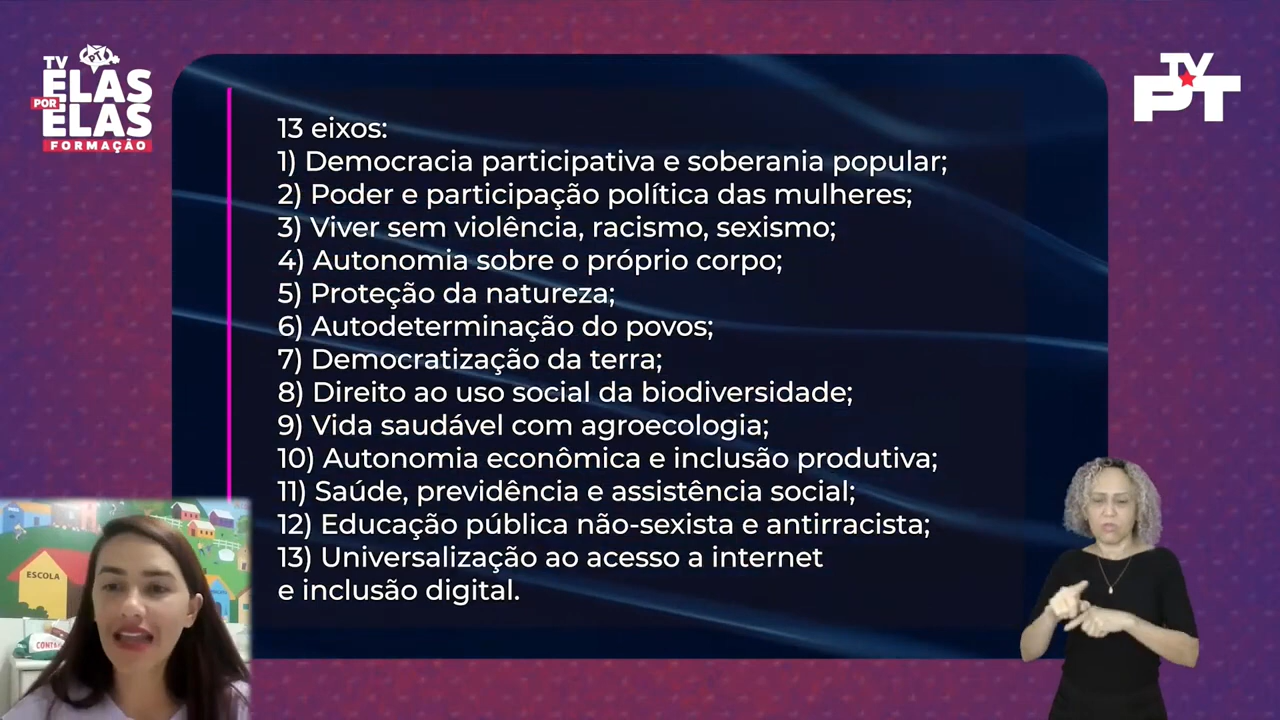 TV
ELAS
POR
ELAS
FORMAÇÃO
TV
PT
13 eixos:
1) Democracia participativa e soberania popular;
2) Poder e participação política das mulheres;
3) Viver sem violência, racismo, sexismo;
4) Autonomia sobre o próprio corpo;
5) Proteção da natureza;
6) Autodeterminação do povos;
7) Democratização da terra;
8) Direito ao uso social da biodiversidade;
9) Vida saudável com agroecologia;
10) Autonomia econômica e inclusão produtiva;
11) Saúde, previdência e assistência social;
12) Educação pública não-sexista e antirracista;
13) Universalização ao acesso a internet
e inclusão digital.
ESCOLA